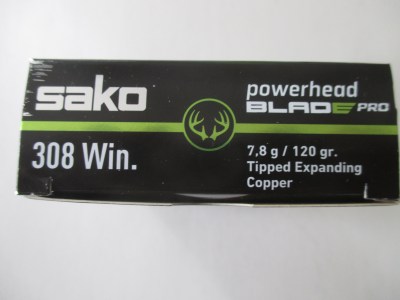 sako
308 Win.
powerhead
BLADE PRO
7,8 g / 120 gr.
Tipped Expanding
Copper